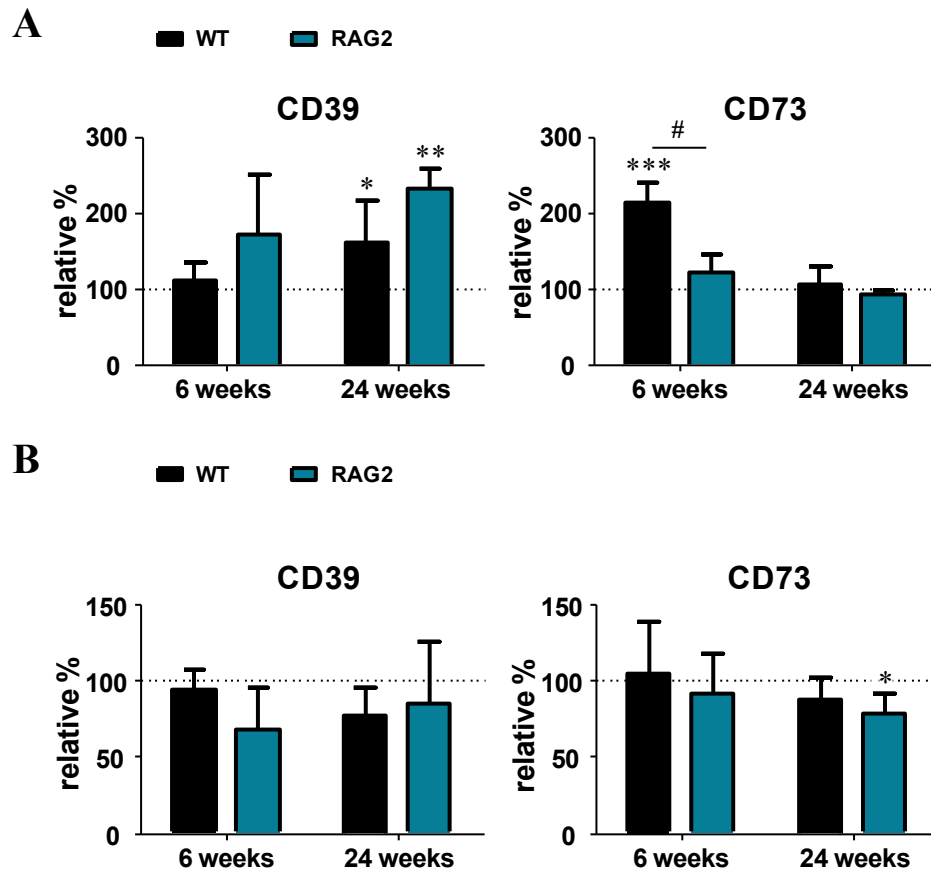 A
WT RAG2
CD39
relative %
300
200
100
0
* **
6 weeks 24 weeks
CD73
relative %
300
200
100
0
#
***
6 weeks 24 weeks
B
WT RAG2
CD39
relative %
150
100
50
0
6 weeks 24 weeks
CD73
relative %
150
100
50
0
*
6 weeks 24 weeks